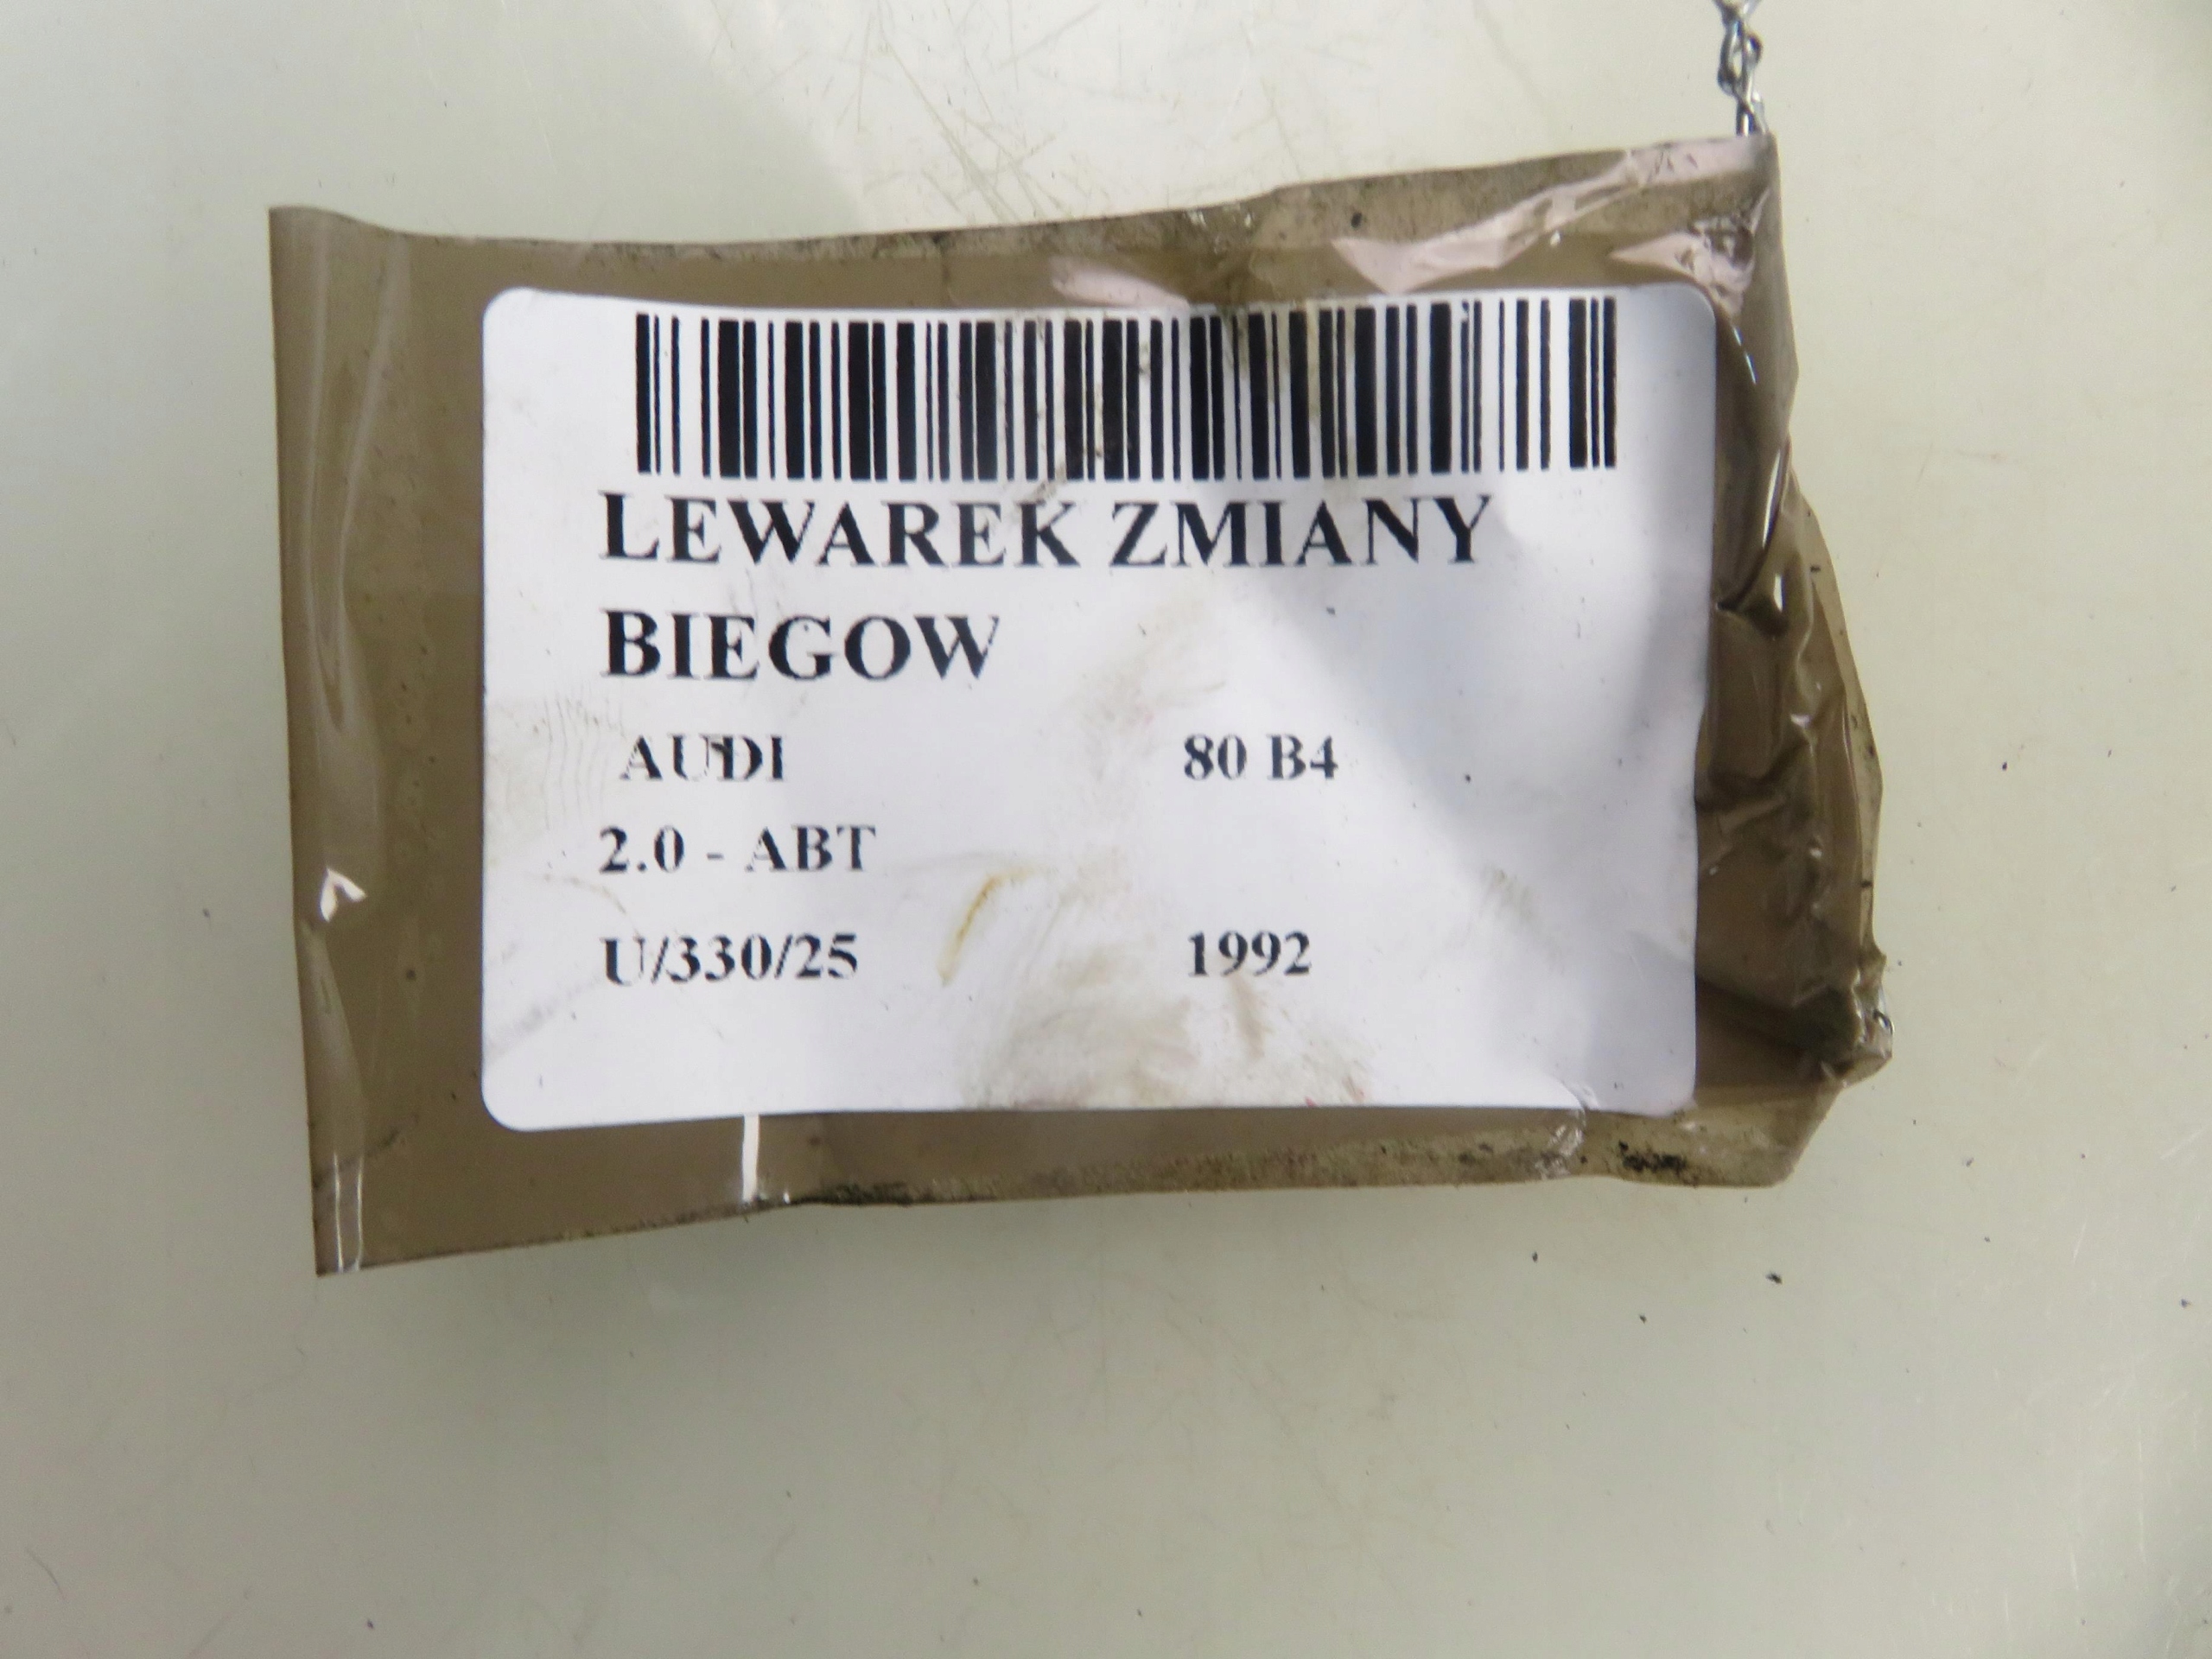 LEWAREK ZMIANY
BIEGOW
AUDI 80 B4
2.0 - ABT
U/330/25 1992